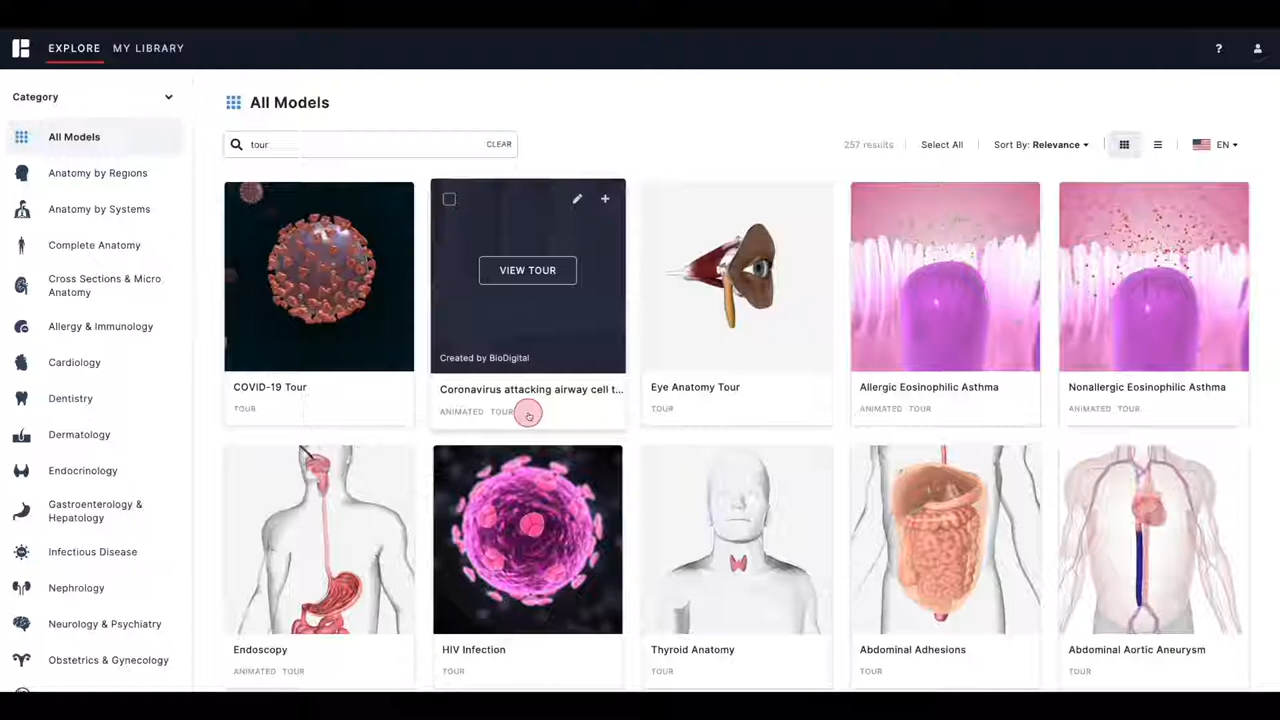 EXPLORE MY LIBRARY ?
Category
All Models
Anatomy by Regions
Anatomy by Systems
Complete Anatomy
Cross Sections & Micro
Anatomy
Allergy & Immunology
Cardiology
Dentistry
Dermatology
Endocrinology
Gastroenterology &
Hepatology
Infectious Disease
Nephrology
Neurology & Psychiatry
Obstetrics & Gynecology
All Models
tour CLEAR
257 results Select All Sort By: Relevance EN
COVID-19 Tour
TOUR
VIEW TOUR
Created by BioDigital
Coronavirus attacking airway cell t...
ANIMATED TOUR
Eye Anatomy Tour
TOUR
Allergic Eosinophilic Asthma
ANIMATED TOUR
Nonallergic Eosinophilic Asthma
ANIMATED TOUR
Endoscopy
ANIMATED TOUR
HIV Infection
TOUR
Thyroid Anatomy
TOUR
Abdominal Adhesions
TOUR
Abdominal Aortic Aneurysm
TOUR